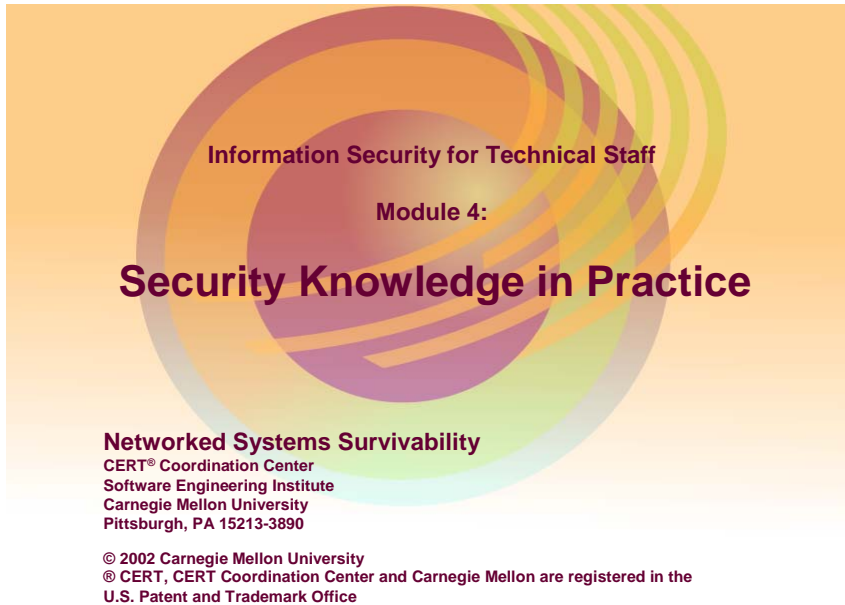 Information Security for Technical Staff
Module 4:
Security Knowledge in Practice
Networked Systems Survivability
CERT® Coordination Center
Software Engineering Institute
Carnegie Mellon University
Pittsburgh, PA 15213-3890
© 2002 Carnegie Mellon University
® CERT, CERT Coordination Center and Carnegie Mellon are registered in the
U.S. Patent and Trademark Office